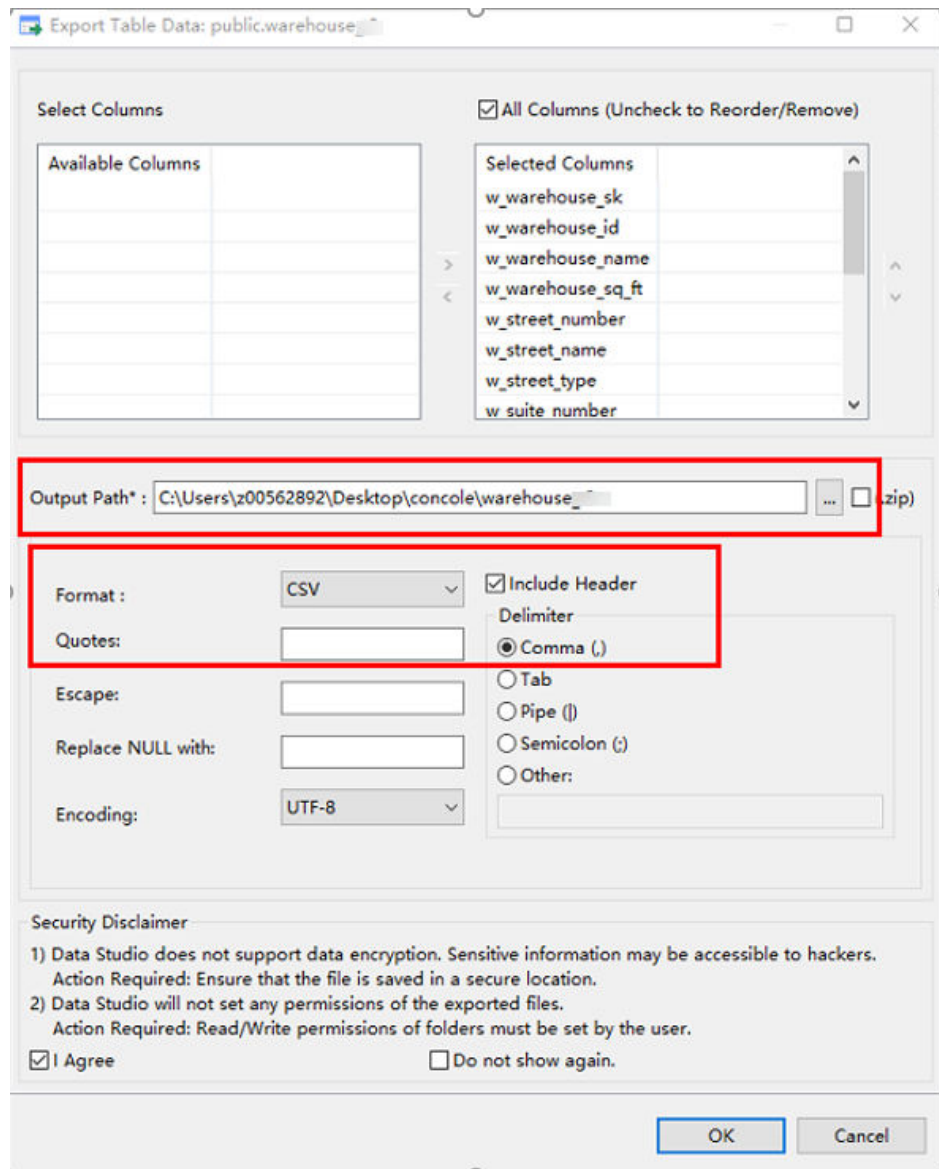 Export Table Data: public.warehouse_
Select Columns
All Columns (Uncheck to Reorder/Remove)
Available Columns
Selected Columns
w_warehouse_sk
w_warehouse_id
w_warehouse_name
w_warehouse_sq_ft
w_street_number
w_street_name
w_street_type
w_suite_number
Output Path* : C:\Users\z00562892\Desktop\concole\warehouse_ ... .zip)
Format : CSV
Include Header
Quotes:
Delimiter
Comma (,)
Escape:
Tab
Pipe (|)
Replace NULL with:
Semicolon (;)
Other:
Encoding: UTF-8
Security Disclaimer
1) Data Studio does not support data encryption. Sensitive information may be accessible to hackers.
Action Required: Ensure that the file is saved in a secure location.
2) Data Studio will not set any permissions of the exported files.
Action Required: Read/Write permissions of folders must be set by the user.
I Agree
Do not show again.
OK
Cancel